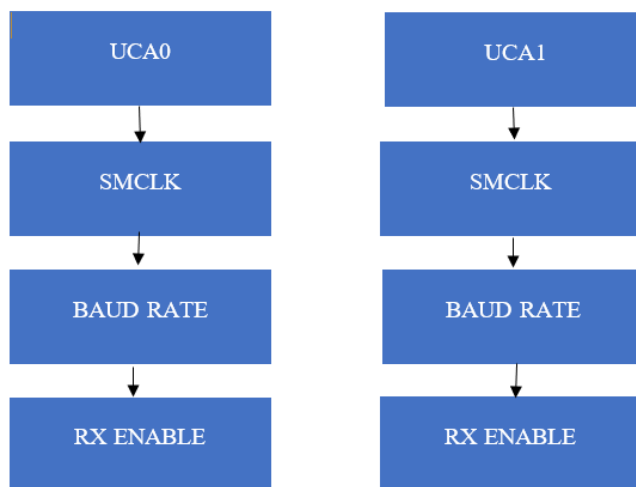 UCA0
SMCLK
BAUD RATE
RX ENABLE
UCA1
SMCLK
BAUD RATE
RX ENABLE